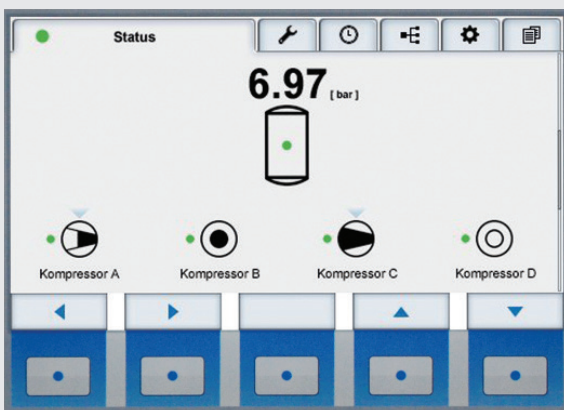 Status
6.97 [ bar ]
Kompressor A
Kompressor B
Kompressor C
Kompressor D